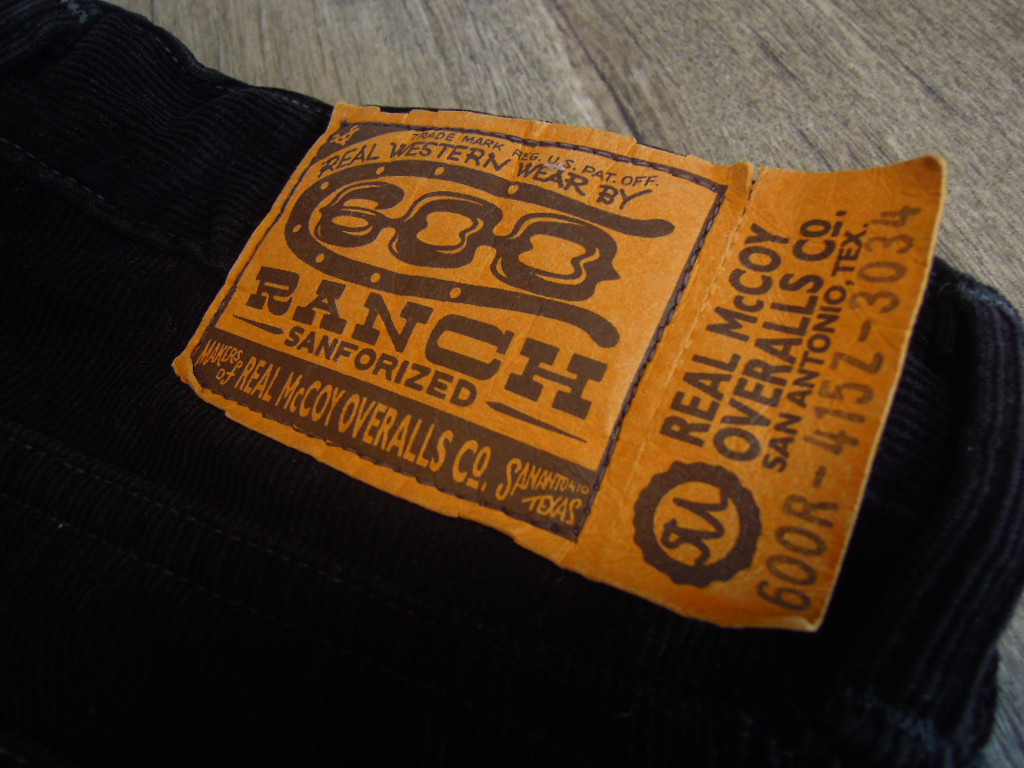 TRADE MARK REG. U.S. PAT. OFF.
REAL WESTERN WEAR BY
600
RANCH
SANFORIZED
MAKERS of REAL McCOY OVERALLS CO. SAN ANTONIO TEXAS
REAL McCOY
OVERALLS CO.
SAN ANTONIO, TEX.
600R-415Z-3034